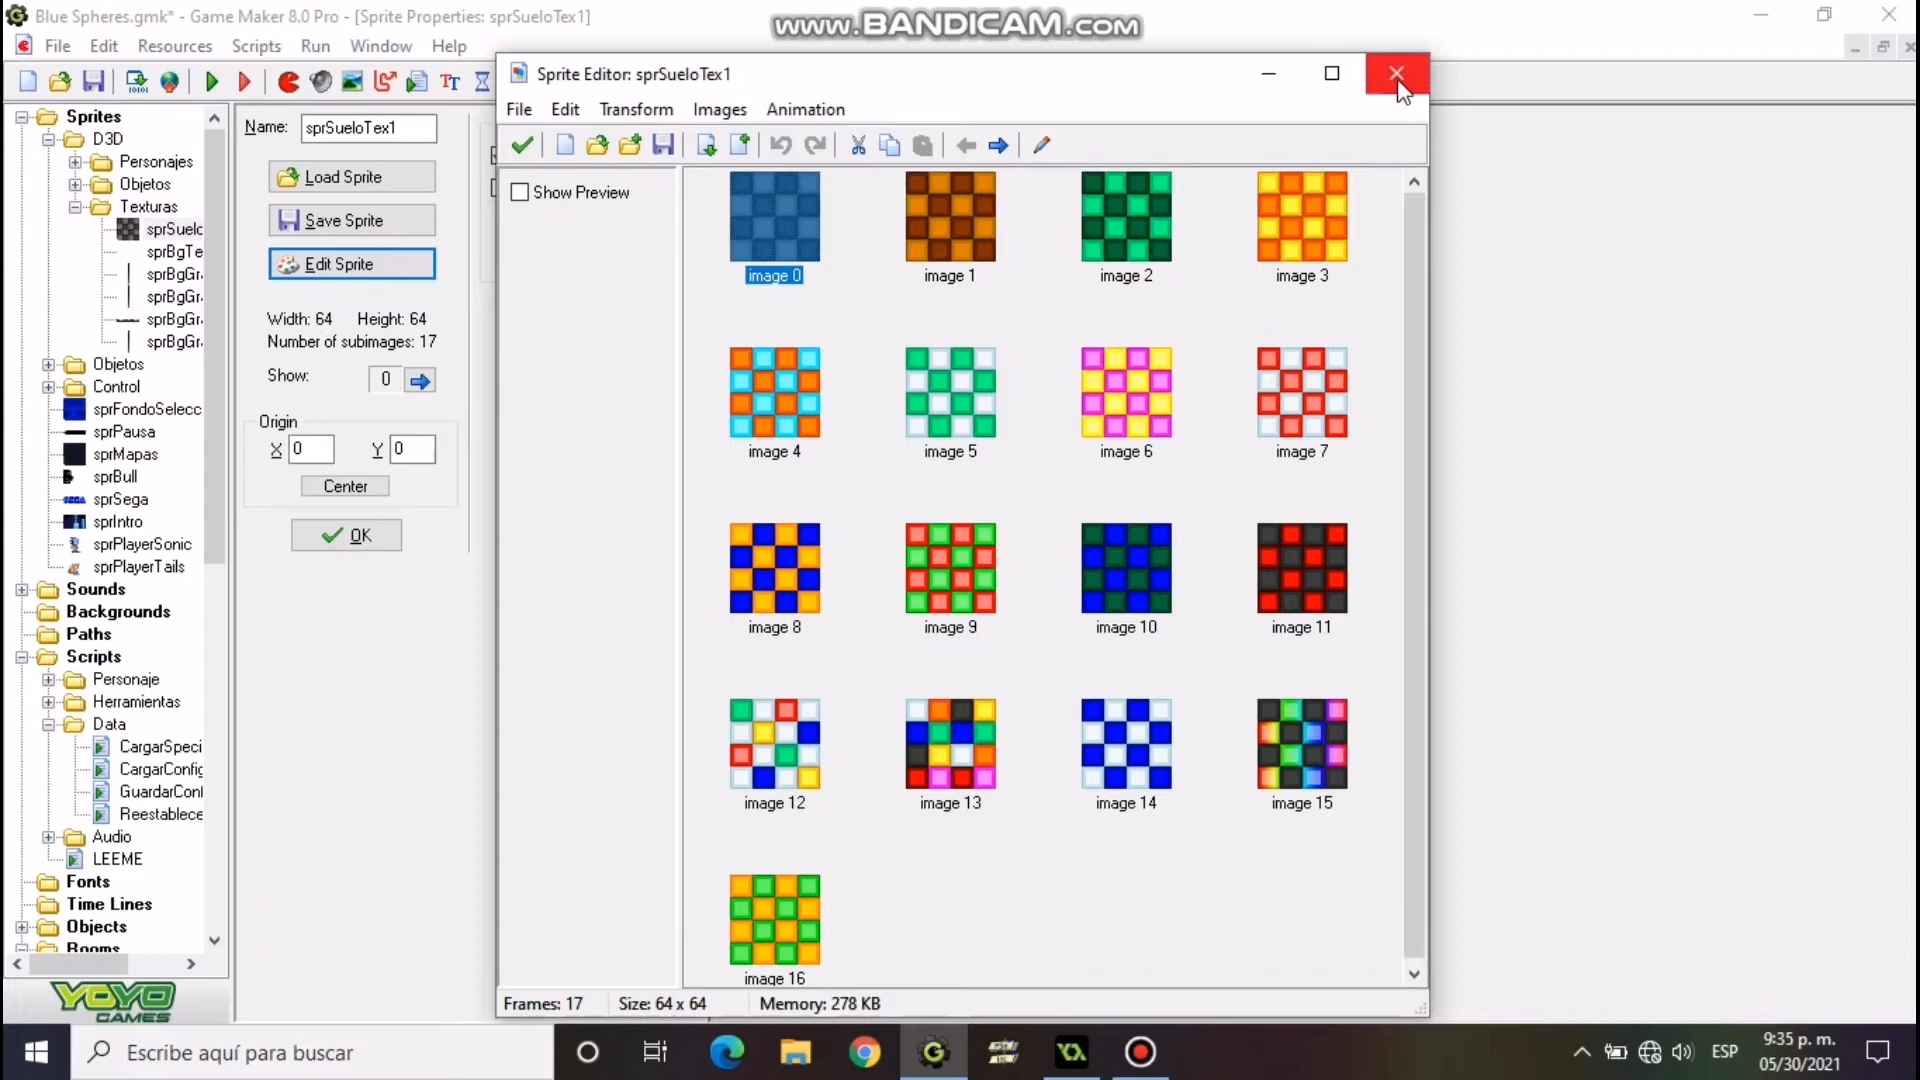 Blue Spheres.gmk* - Game Maker 8.0 Pro - [Sprite Properties: sprSueloTex1]
www.BANDICAM.com
File Edit Resources Scripts Run Window Help
Sprite Editor: sprSueloTex1
File Edit Transform Images Animation
Show Preview
Sprites
D3D
Personajes
Objetos
Texturas
sprSuelo
sprBgTe
sprBgGr
sprBgGr
sprBgGr
sprBgGr
Objetos
Control
sprFondoSelecc
sprPausa
sprMapas
sprBull
sprSega
sprIntro
sprPlayerSonic
sprPlayerTails
Sounds
Backgrounds
Paths
Scripts
Personaje
Herramientas
Data
CargarSpeci
CargarConfig
GuardarConf
Reestablece
Audio
LEEME
Fonts
Time Lines
Objects
Rooms
YOYO
GAMES
Name: sprSueloTex1
Load Sprite
Save Sprite
Edit Sprite
Width: 64 Height: 64
Number of subimages: 17
Show: 0
Origin
X 0 Y 0
Center
OK
image 0 image 1 image 2 image 3
image 4 image 5 image 6 image 7
image 8 image 9 image 10 image 11
image 12 image 13 image 14 image 15
image 16
Frames: 17 Size: 64 x 64 Memory: 278 KB
Escribe aquí para buscar
ESP
9:35 p. m.
05/30/2021